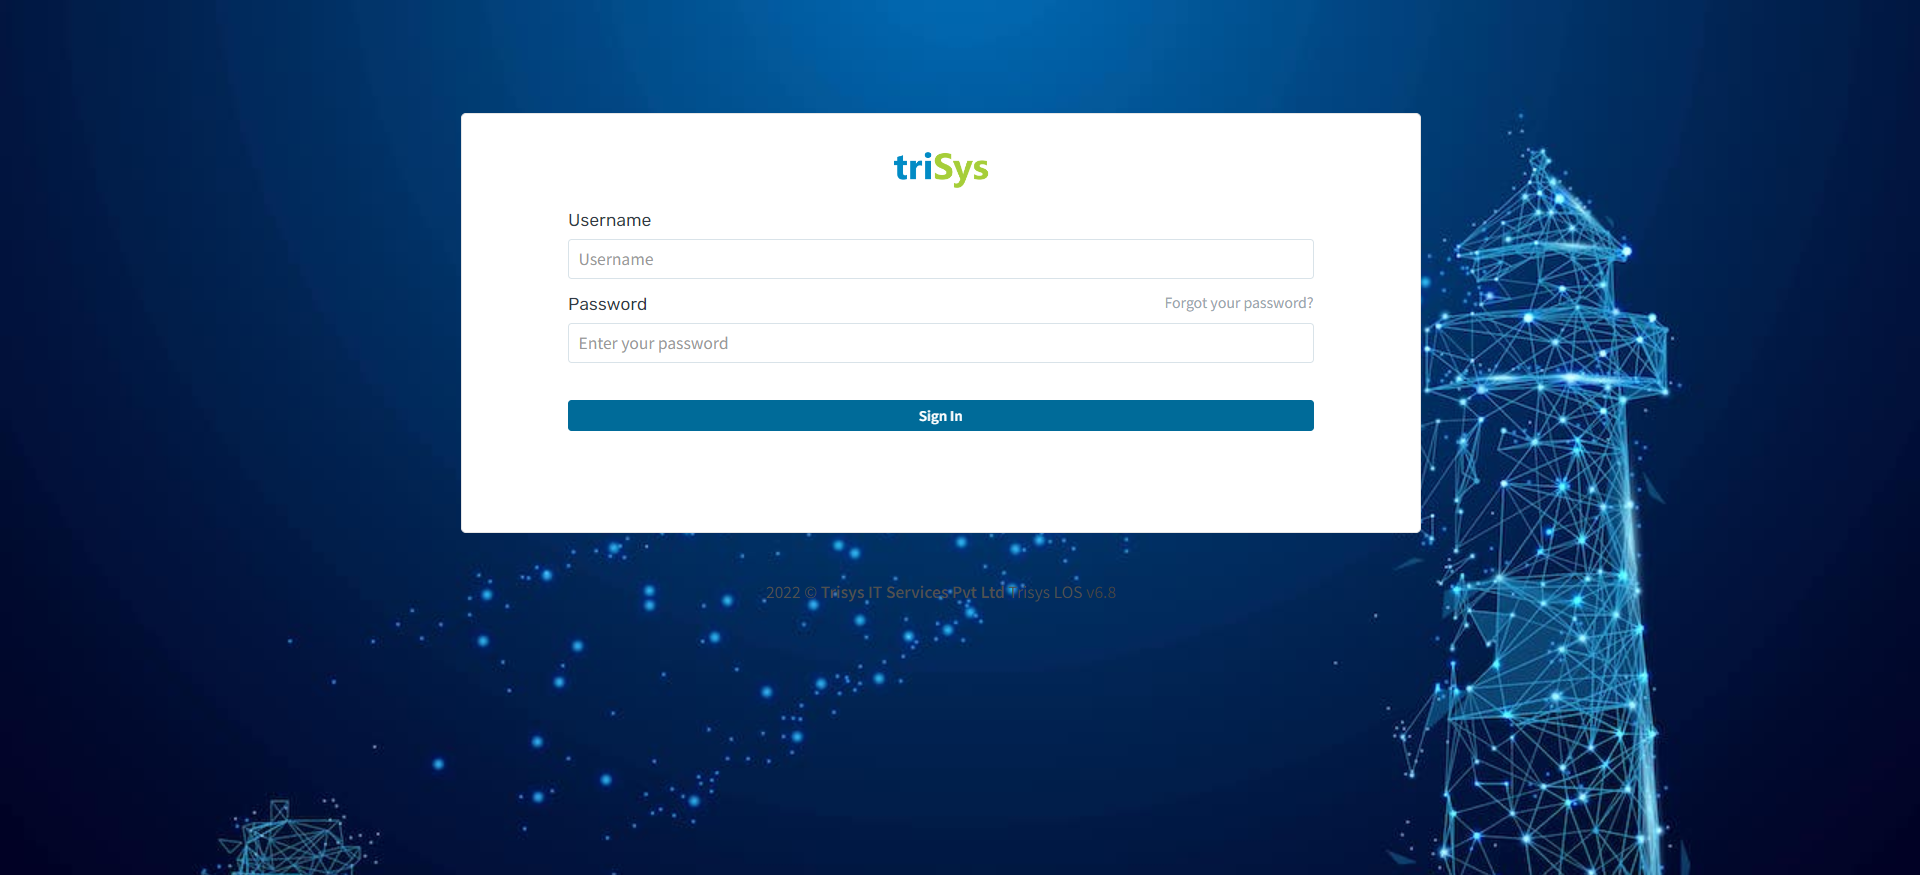 triSys
Username
Username
Password
Forgot your password?
Enter your password
Sign In
2022 © Trisys IT Services Pvt Ltd Trisys LOS v6.8